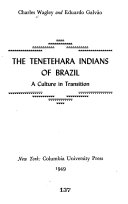 Charles Wagley and Eduardo Galvão
THE TENETEHARA INDIANS
OF BRAZIL
A Culture in Transition
New York: Columbia University Press
1949
137